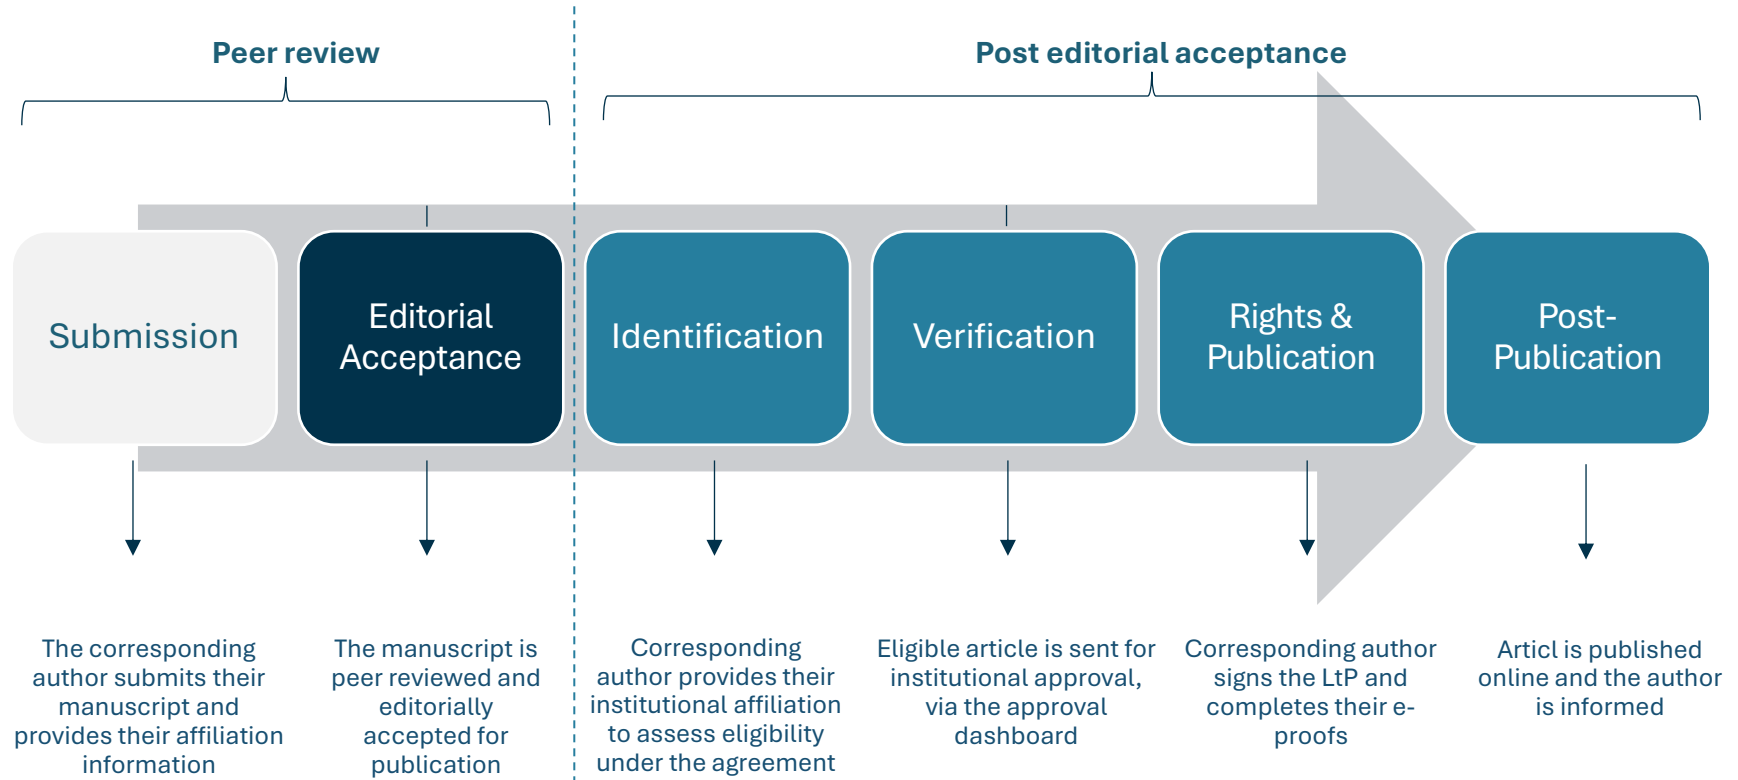 Peer review
Post editorial acceptance
Submission
Editorial
Acceptance
Identification
Verification
Rights &
Publication
Post-
Publication
The corresponding
author submits their
manuscript and
provides their affiliation
information
The manuscript is
peer reviewed and
editorially
accepted for
publication
Corresponding
author provides their
institutional affiliation
to assess eligibility
under the agreement
Eligible article is sent for
institutional approval,
via the approval
dashboard
Corresponding author
signs the LtP and
completes their e-
proofs
Articl is published
online and the author
is informed